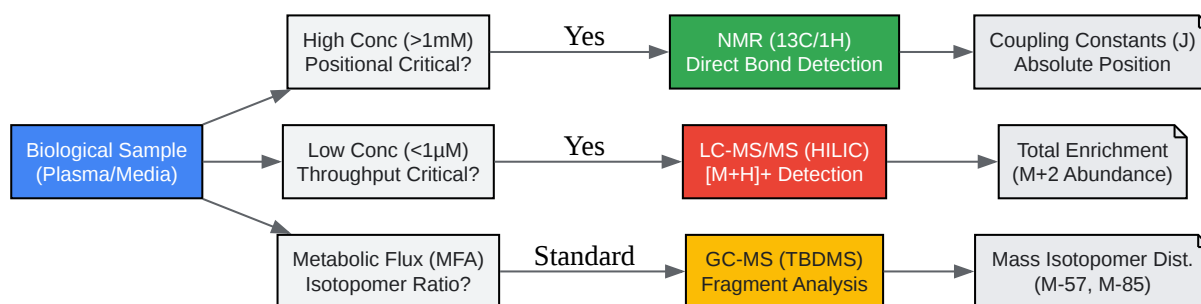 High Conc (>1mM)
Positional Critical?
Yes
NMR (13C/1H)
Direct Bond Detection
Coupling Constants (J)
Absolute Position
Biological Sample
(Plasma/Media)
Low Conc (<1µM)
Throughput Critical?
Yes
LC-MS/MS (HILIC)
[M+H]+ Detection
Total Enrichment
(M+2 Abundance)
Metabolic Flux (MFA)
Isotopomer Ratio?
Standard
GC-MS (TBDMS)
Fragment Analysis
Mass Isotopomer Dist.
(M-57, M-85)